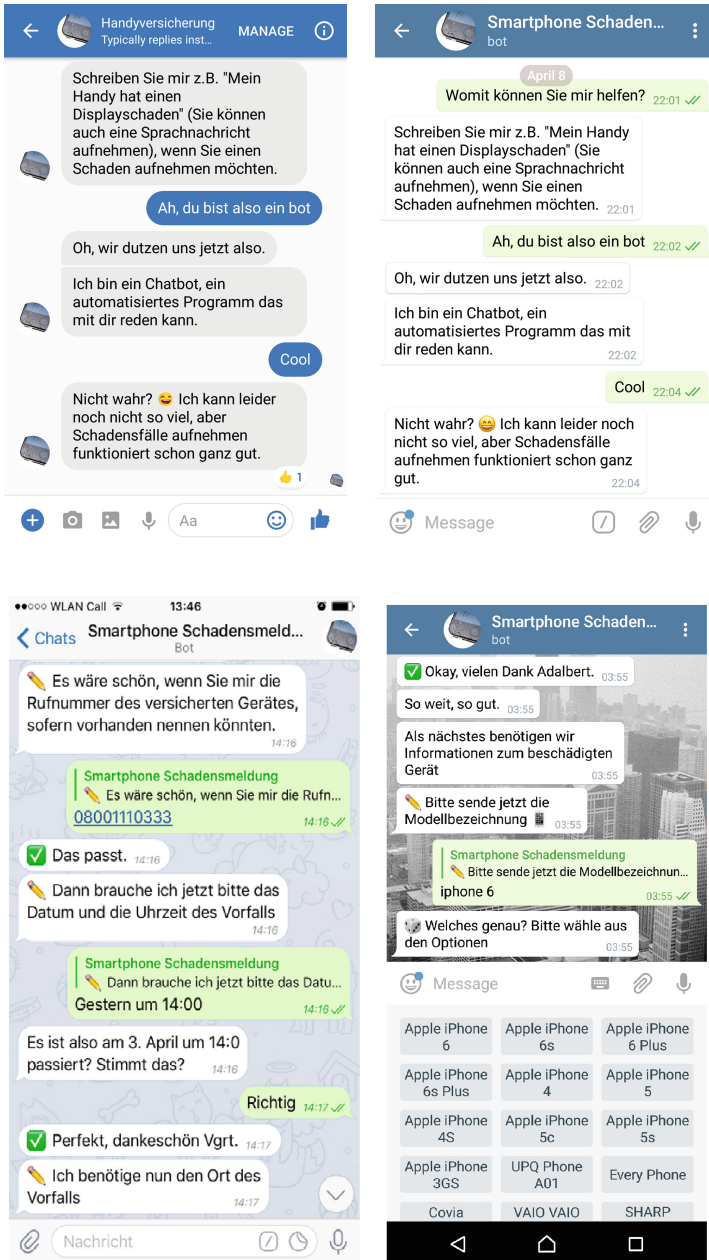 Handyversicherung
Typically replies inst...
MANAGE
Schreiben Sie mir z.B. "Mein
Handy hat einen
Displayschaden" (Sie können
auch eine Sprachnachricht
aufnehmen), wenn Sie einen
Schaden aufnehmen möchten.
Ah, du bist also ein bot
Oh, wir dutzen uns jetzt also.
Ich bin ein Chatbot, ein
automatisiertes Programm das
mit dir reden kann.
Cool
Nicht wahr? 😄 Ich kann leider
noch nicht so viel, aber
Schadensfälle aufnehmen
funktioniert schon ganz gut.
👍 1
Aa
Smartphone Schaden...
bot
April 8
Womit können Sie mir helfen? 22:01
Schreiben Sie mir z.B. "Mein Handy
hat einen Displayschaden" (Sie
können auch eine Sprachnachricht
aufnehmen), wenn Sie einen
Schaden aufnehmen möchten. 22:01
Ah, du bist also ein bot 22:02
Oh, wir dutzen uns jetzt also. 22:02
Ich bin ein Chatbot, ein
automatisiertes Programm das mit
dir reden kann. 22:02
Cool 22:04
Nicht wahr? 😄 Ich kann leider noch
nicht so viel, aber Schadensfälle
aufnehmen funktioniert schon ganz
gut. 22:04
Message
WLAN Call 13:46
Chats
Smartphone Schadensmeld...
Bot
✏️ Es wäre schön, wenn Sie mir die
Rufnummer des versicherten Gerätes,
sofern vorhanden nennen könnten.
14:16
Smartphone Schadensmeldung
✏️ Es wäre schön, wenn Sie mir die Rufn...
08001110333 14:16
✅ Das passt. 14:16
✏️ Dann brauche ich jetzt bitte das
Datum und die Uhrzeit des Vorfalls
14:16
Smartphone Schadensmeldung
✏️ Dann brauche ich jetzt bitte das Datu...
Gestern um 14:00 14:16
Es ist also am 3. April um 14:0
passiert? Stimmt das? 14:16
Richtig 14:17
✅ Perfekt, dankeschön Vgrt. 14:17
✏️ Ich benötige nun den Ort des
Vorfalls 14:17
Nachricht
Smartphone Schaden...
bot
✅ Okay, vielen Dank Adalbert. 03:55
So weit, so gut. 03:55
Als nächstes benötigen wir
Informationen zum beschädigten
Gerät 03:55
✏️ Bitte sende jetzt die
Modellbezeichnung 📱 03:55
Smartphone Schadensmeldung
✏️ Bitte sende jetzt die Modellbezeichnun...
iphone 6 03:55
🎲 Welches genau? Bitte wähle aus
den Optionen 03:55
Message
Apple iPhone 6
Apple iPhone 6s
Apple iPhone 6 Plus
Apple iPhone 6s Plus
Apple iPhone 4
Apple iPhone 5
Apple iPhone 4S
Apple iPhone 5c
Apple iPhone 5s
Apple iPhone 3GS
UPQ Phone A01
Every Phone
Covia
VAIO VAIO
SHARP